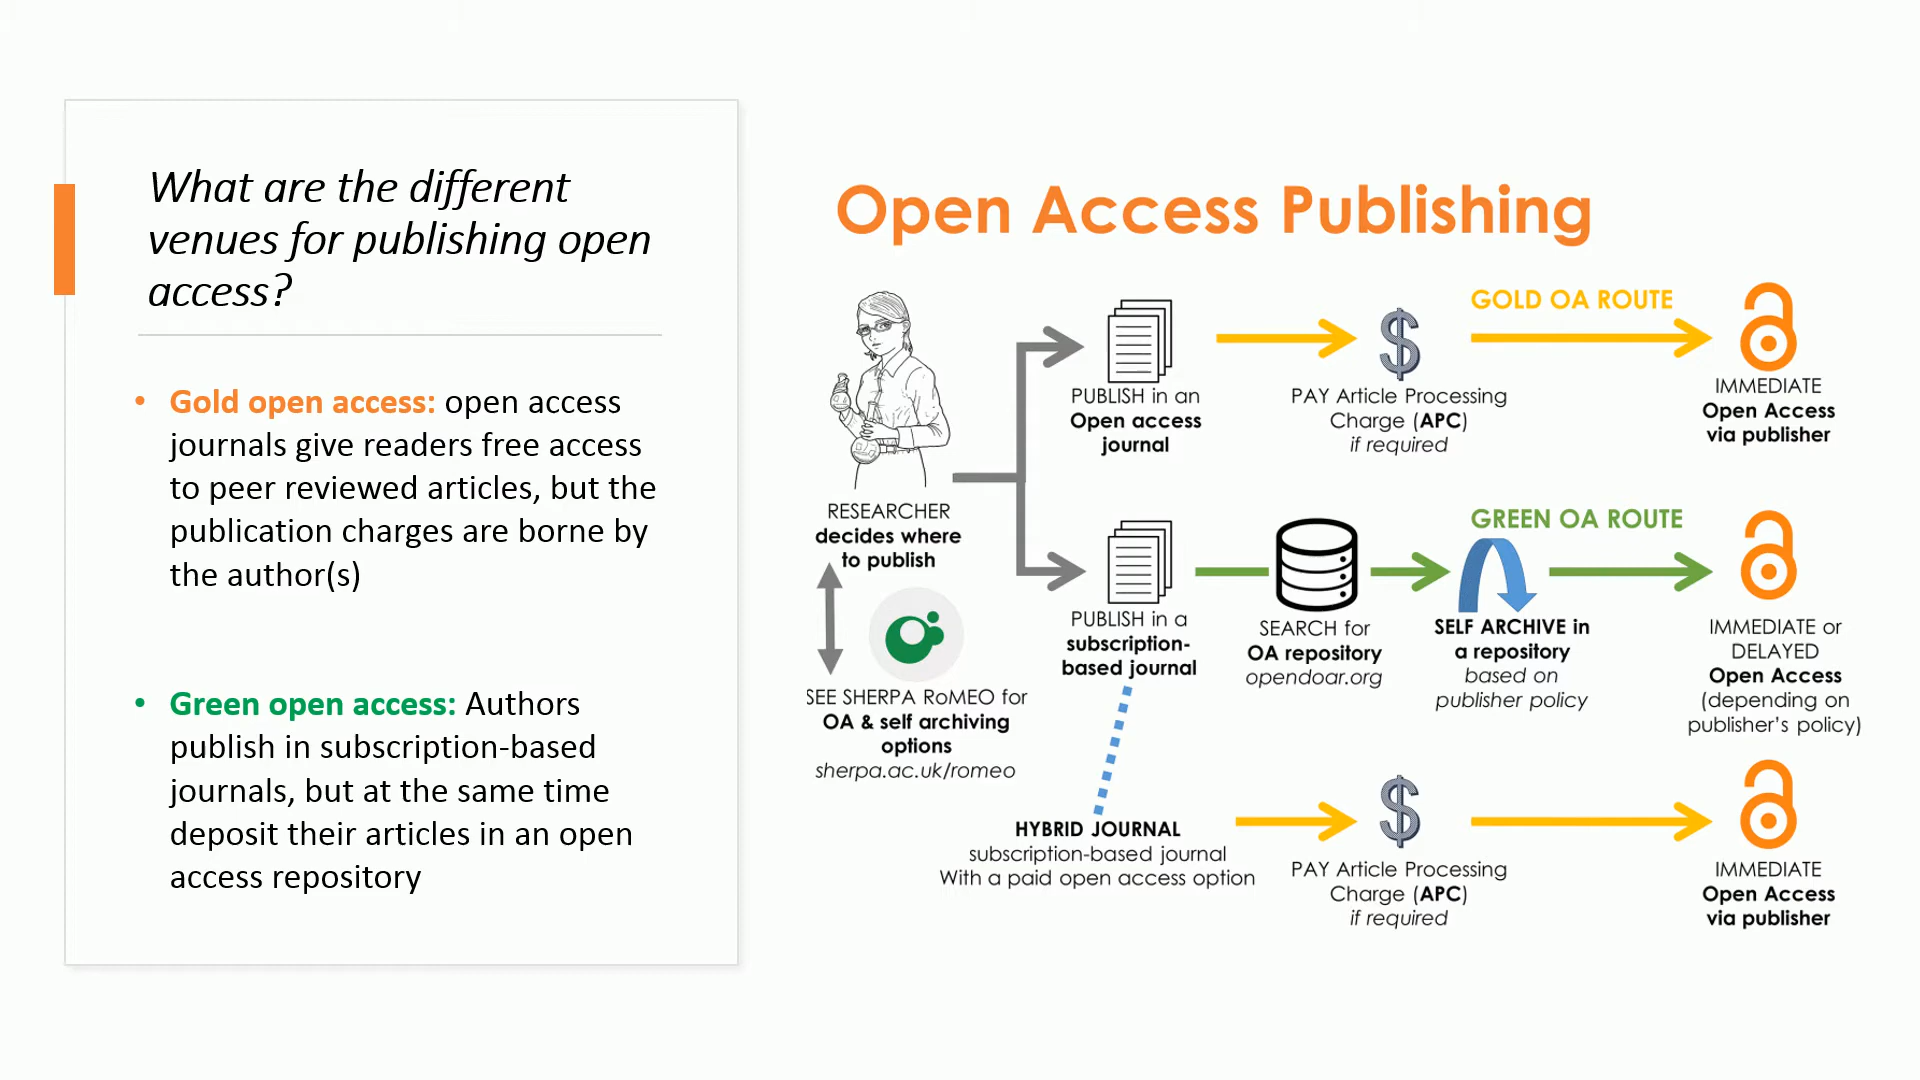 What are the different
venues for publishing open
access?
• Gold open access: open access
journals give readers free access
to peer reviewed articles, but the
publication charges are borne by
the author(s)
• Green open access: Authors
publish in subscription-based
journals, but at the same time
deposit their articles in an open
access repository
Open Access Publishing
RESEARCHER
decides where
to publish
SEE SHERPA RoMEO for
OA & self archiving
options
sherpa.ac.uk/romeo
PUBLISH in an
Open access
journal
$
PAY Article Processing
Charge (APC)
if required
GOLD OA ROUTE
IMMEDIATE
Open Access
via publisher
PUBLISH in a
subscription-
based journal
SEARCH for
OA repository
opendoar.org
GREEN OA ROUTE
SELF ARCHIVE in
a repository
based on
publisher policy
IMMEDIATE or
DELAYED
Open Access
(depending on
publisher's policy)
HYBRID JOURNAL
subscription-based journal
With a paid open access option
$
PAY Article Processing
Charge (APC)
if required
IMMEDIATE
Open Access
via publisher